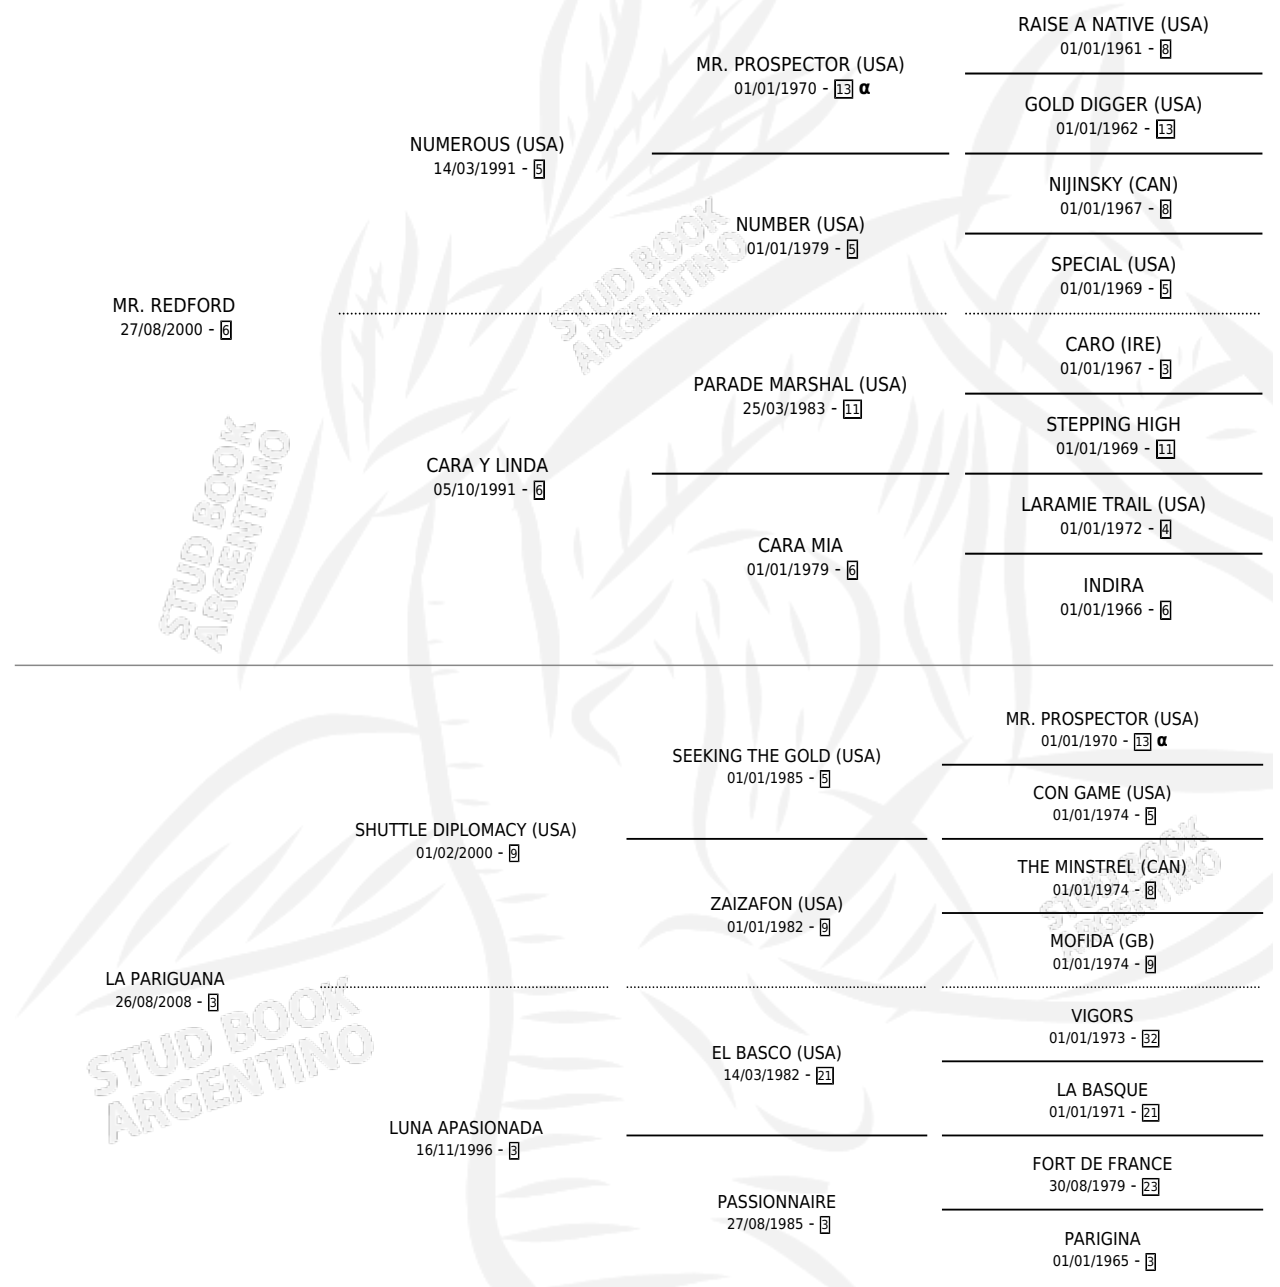 RAISE A NATIVE (USA)
01/01/1961 - 8
MR. PROSPECTOR (USA)
01/01/1970 - 13 α
GOLD DIGGER (USA)
01/01/1962 - 13
NUMEROUS (USA)
14/03/1991 - 5
NIJINSKY (CAN)
01/01/1967 - 8
NUMBER (USA)
01/01/1979 - 5
SPECIAL (USA)
01/01/1969 - 5
MR. REDFORD
27/08/2000 - 6
STUD BOOK
ARGENTINO
CARO (IRE)
01/01/1967 - 3
PARADE MARSHAL (USA)
25/03/1983 - 11
STEPPING HIGH
01/01/1969 - 11
CARA Y LINDA
05/10/1991 - 6
LARAMIE TRAIL (USA)
01/01/1972 - 4
CARA MIA
01/01/1979 - 6
INDIRA
01/01/1966 - 6
STUD BOOK
ARGENTINO
MR. PROSPECTOR (USA)
01/01/1970 - 13 α
SEEKING THE GOLD (USA)
01/01/1985 - 5
CON GAME (USA)
01/01/1974 - 5
SHUTTLE DIPLOMACY (USA)
01/02/2000 - 9
THE MINSTREL (CAN)
01/01/1974 - 8
STUD BOOK
ARGENTINO
ZAIZAFON (USA)
01/01/1982 - 9
MOFIDA (GB)
01/01/1974 - 9
LA PARIGUANA
26/08/2008 - 3
STUD BOOK
ARGENTINO
VIGORS
01/01/1973 - 32
EL BASCO (USA)
14/03/1982 - 21
LA BASQUE
01/01/1971 - 21
LUNA APASIONADA
16/11/1996 - 3
FORT DE FRANCE
30/08/1979 - 23
PASSIONNAIRE
27/08/1985 - 3
PARIGINA
01/01/1965 - 3